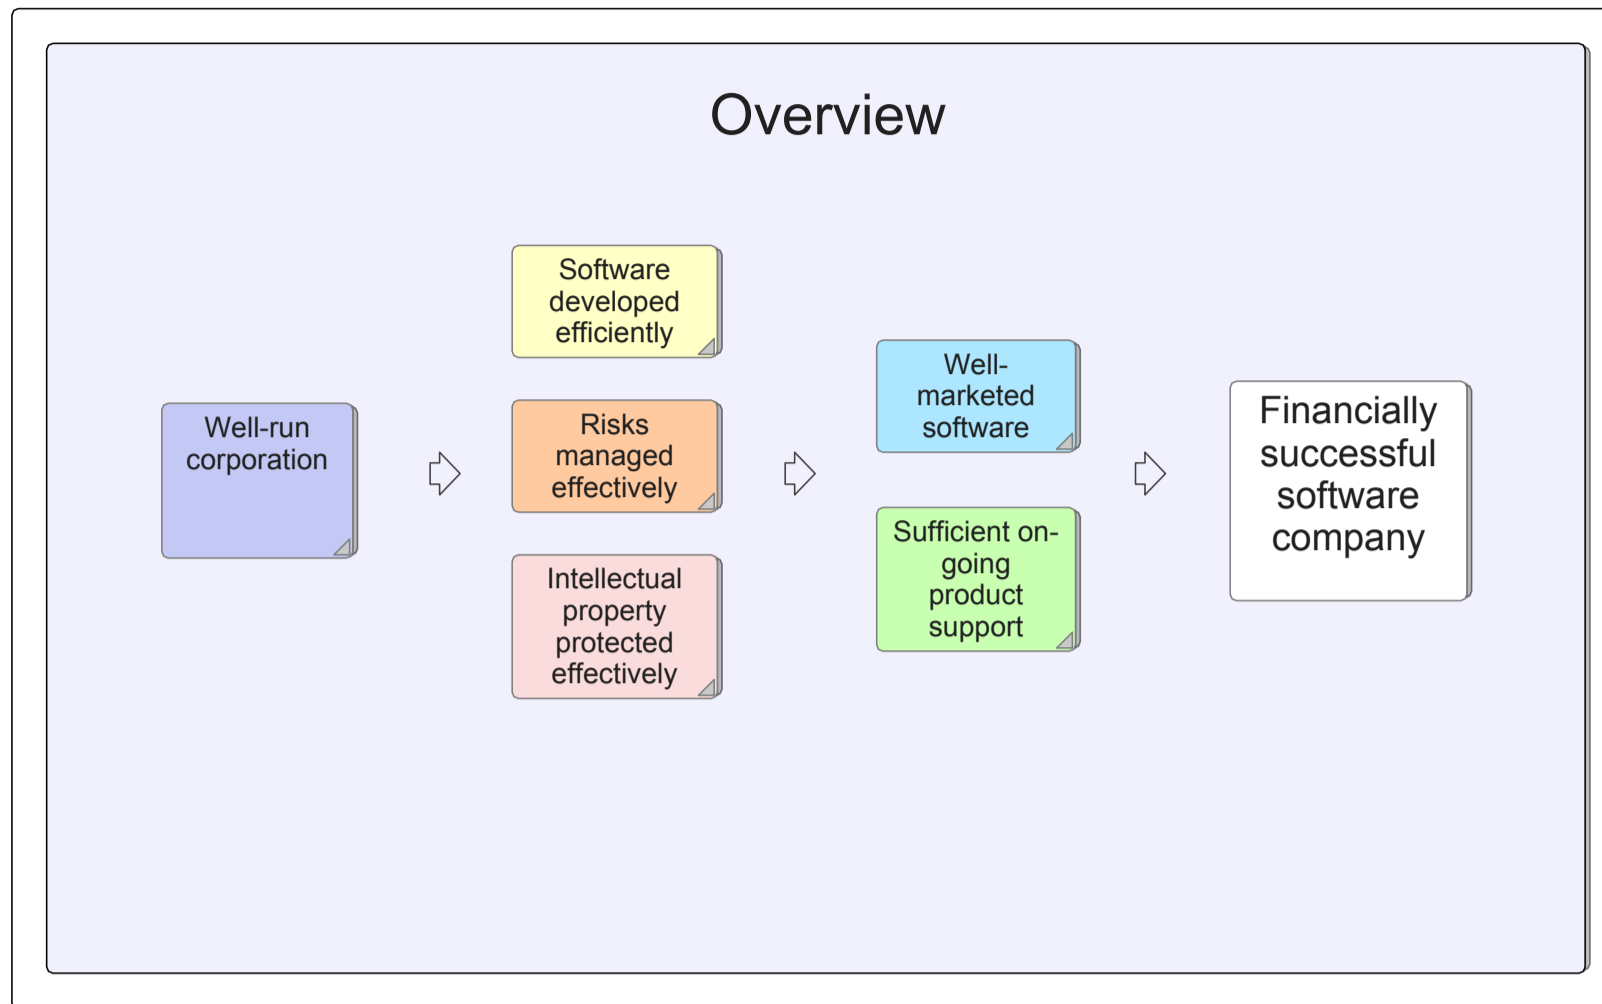 Overview
Well-run
corporation
Software
developed
efficiently
Risks
managed
effectively
Intellectual
property
protected
effectively
Well-
marketed
software
Sufficient on-
going
product
support
Financially
successful
software
company